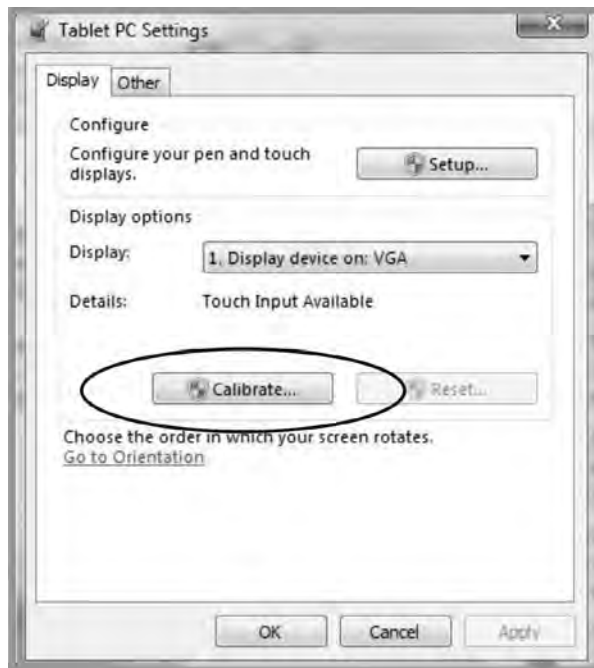 Tablet PC Settings
Display Other
Configure
Configure your pen and touch
displays.
Setup...
Display options
Display: 1. Display device on: VGA
Details: Touch Input Available
Calibrate... Reset...
Choose the order in which your screen rotates.
Go to Orientation
OK Cancel Apply